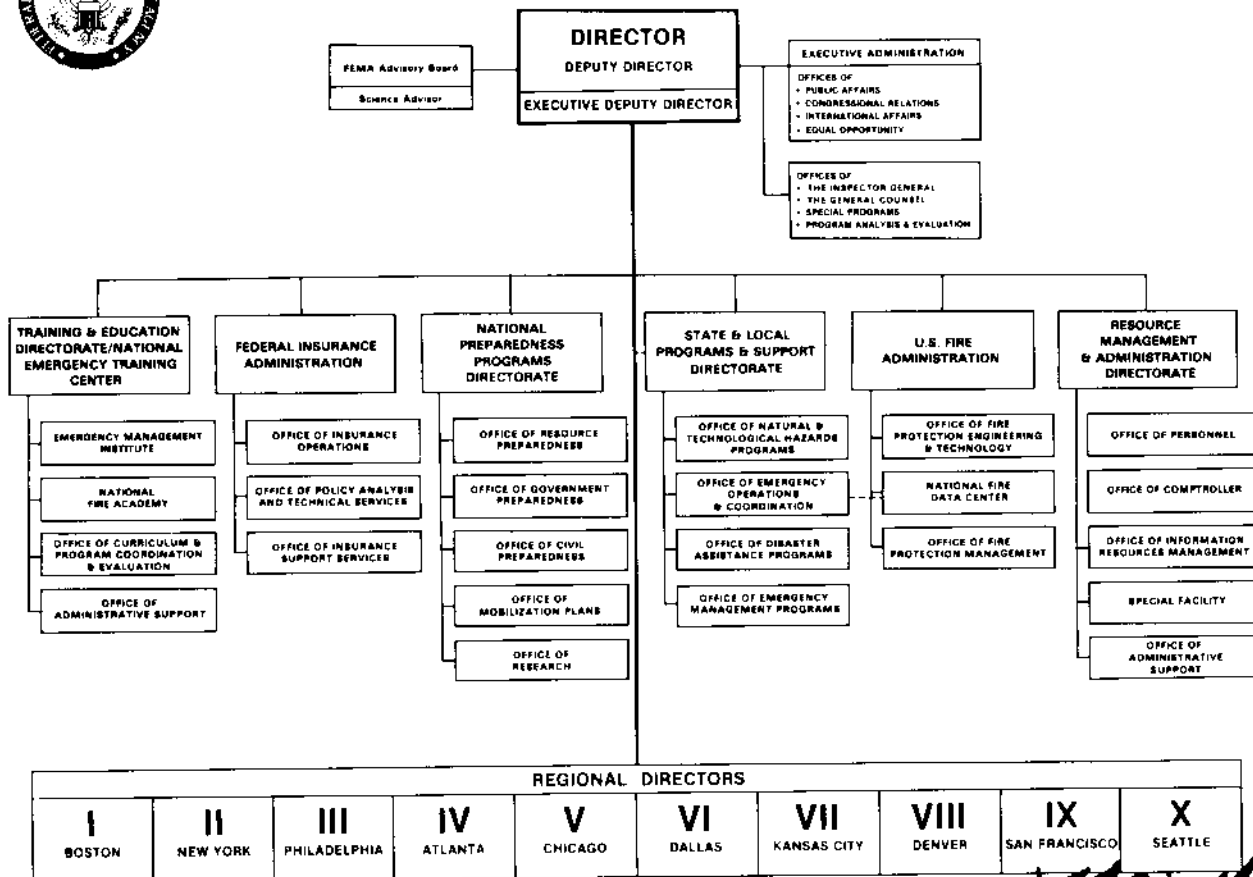 FEDERA
AGENCY
DIRECTOR
DEPUTY DIRECTOR
EXECUTIVE DEPUTY DIRECTOR
FEMA Advisory Board
Science Advisor
EXECUTIVE ADMINISTRATION
OFFICES OF
• PUBLIC AFFAIRS
• CONGRESSIONAL RELATIONS
• INTERNATIONAL AFFAIRS
• EQUAL OPPORTUNITY
OFFICES OF
• THE INSPECTOR GENERAL
• THE GENERAL COUNSEL
• SPECIAL PROGRAMS
• PROGRAM ANALYSIS & EVALUATION
TRAINING & EDUCATION
DIRECTORATE/NATIONAL
EMERGENCY TRAINING
CENTER
EMERGENCY MANAGEMENT
INSTITUTE
NATIONAL
FIRE ACADEMY
OFFICE OF CURRICULUM &
PROGRAM COORDINATION
& EVALUATION
OFFICE OF
ADMINISTRATIVE SUPPORT
FEDERAL INSURANCE
ADMINISTRATION
OFFICE OF INSURANCE
OPERATIONS
OFFICE OF POLICY ANALYSIS
AND TECHNICAL SERVICES
OFFICE OF INSURANCE
SUPPORT SERVICES
NATIONAL
PREPAREDNESS
PROGRAMS
DIRECTORATE
OFFICE OF RESOURCE
PREPAREDNESS
OFFICE OF GOVERNMENT
PREPAREDNESS
OFFICE OF CIVIL
PREPAREDNESS
OFFICE OF
MOBILIZATION PLANS
OFFICE OF
RESEARCH
STATE & LOCAL
PROGRAMS & SUPPORT
DIRECTORATE
OFFICE OF NATURAL &
TECHNOLOGICAL HAZARDS
PROGRAMS
OFFICE OF EMERGENCY
OPERATIONS
& COORDINATION
OFFICE OF DISASTER
ASSISTANCE PROGRAMS
OFFICE OF EMERGENCY
MANAGEMENT PROGRAMS
U.S. FIRE
ADMINISTRATION
OFFICE OF FIRE
PROTECTION ENGINEERING
& TECHNOLOGY
NATIONAL FIRE
DATA CENTER
OFFICE OF FIRE
PROTECTION MANAGEMENT
RESOURCE
MANAGEMENT
& ADMINISTRATION
DIRECTORATE
OFFICE OF PERSONNEL
OFFICE OF COMPTROLLER
OFFICE OF INFORMATION
RESOURCES MANAGEMENT
SPECIAL FACILITY
OFFICE OF
ADMINISTRATIVE
SUPPORT
REGIONAL DIRECTORS
I
BOSTON
II
NEW YORK
III
PHILADELPHIA
IV
ATLANTA
V
CHICAGO
VI
DALLAS
VII
KANSAS CITY
VIII
DENVER
IX
SAN FRANCISCO
X
SEATTLE